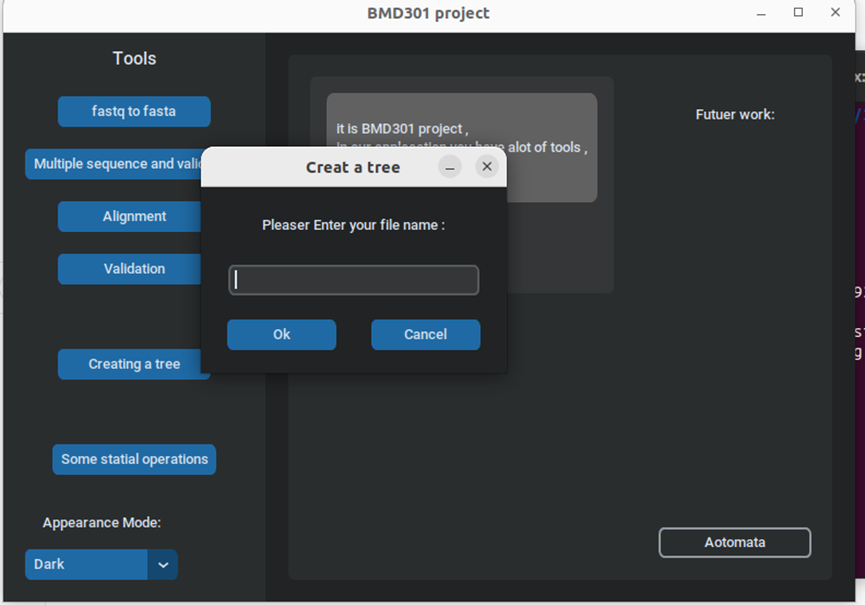 BMD301 project
Tools
fastq to fasta
Multiple sequence and vali
Alignment
Validation
Creating a tree
Some statial operations
Appearance Mode:
Dark
it is BMD301 project ,
in our application you have alot of tools ,
Futuer work:
Aotomata
Creat a tree
Pleaser Enter your file name :
Ok
Cancel